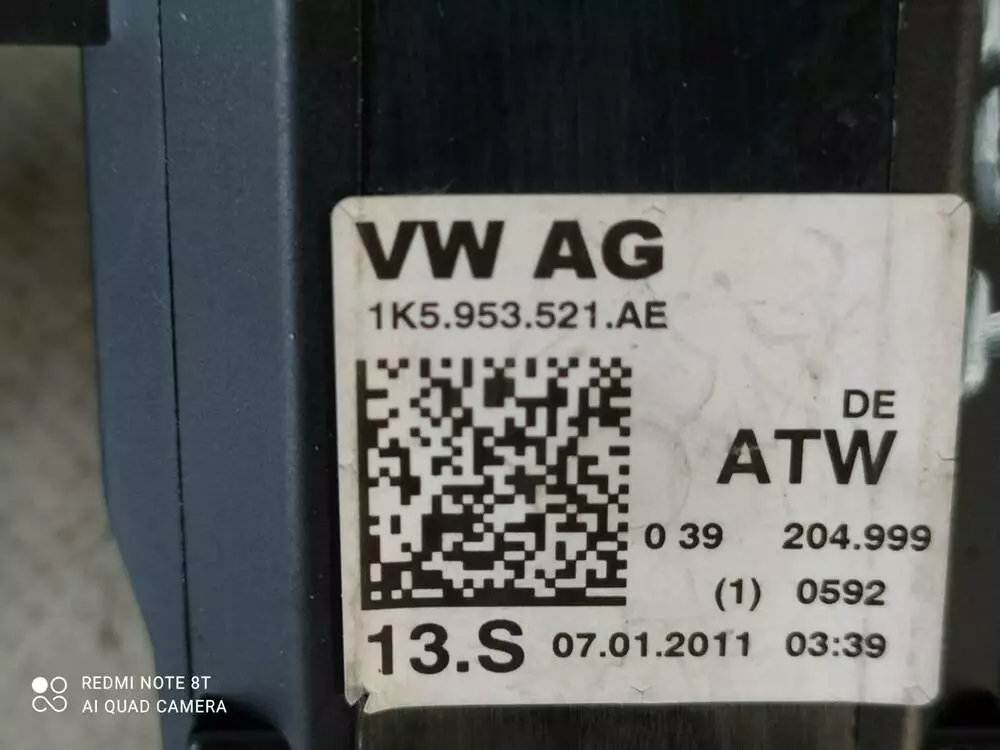 VW AG
1K5.953.521.AE
DE
ATW
0 39 204.999
(1) 0592
13.S 07.01.2011 03:39
REDMI NOTE 8T
AI QUAD CAMERA